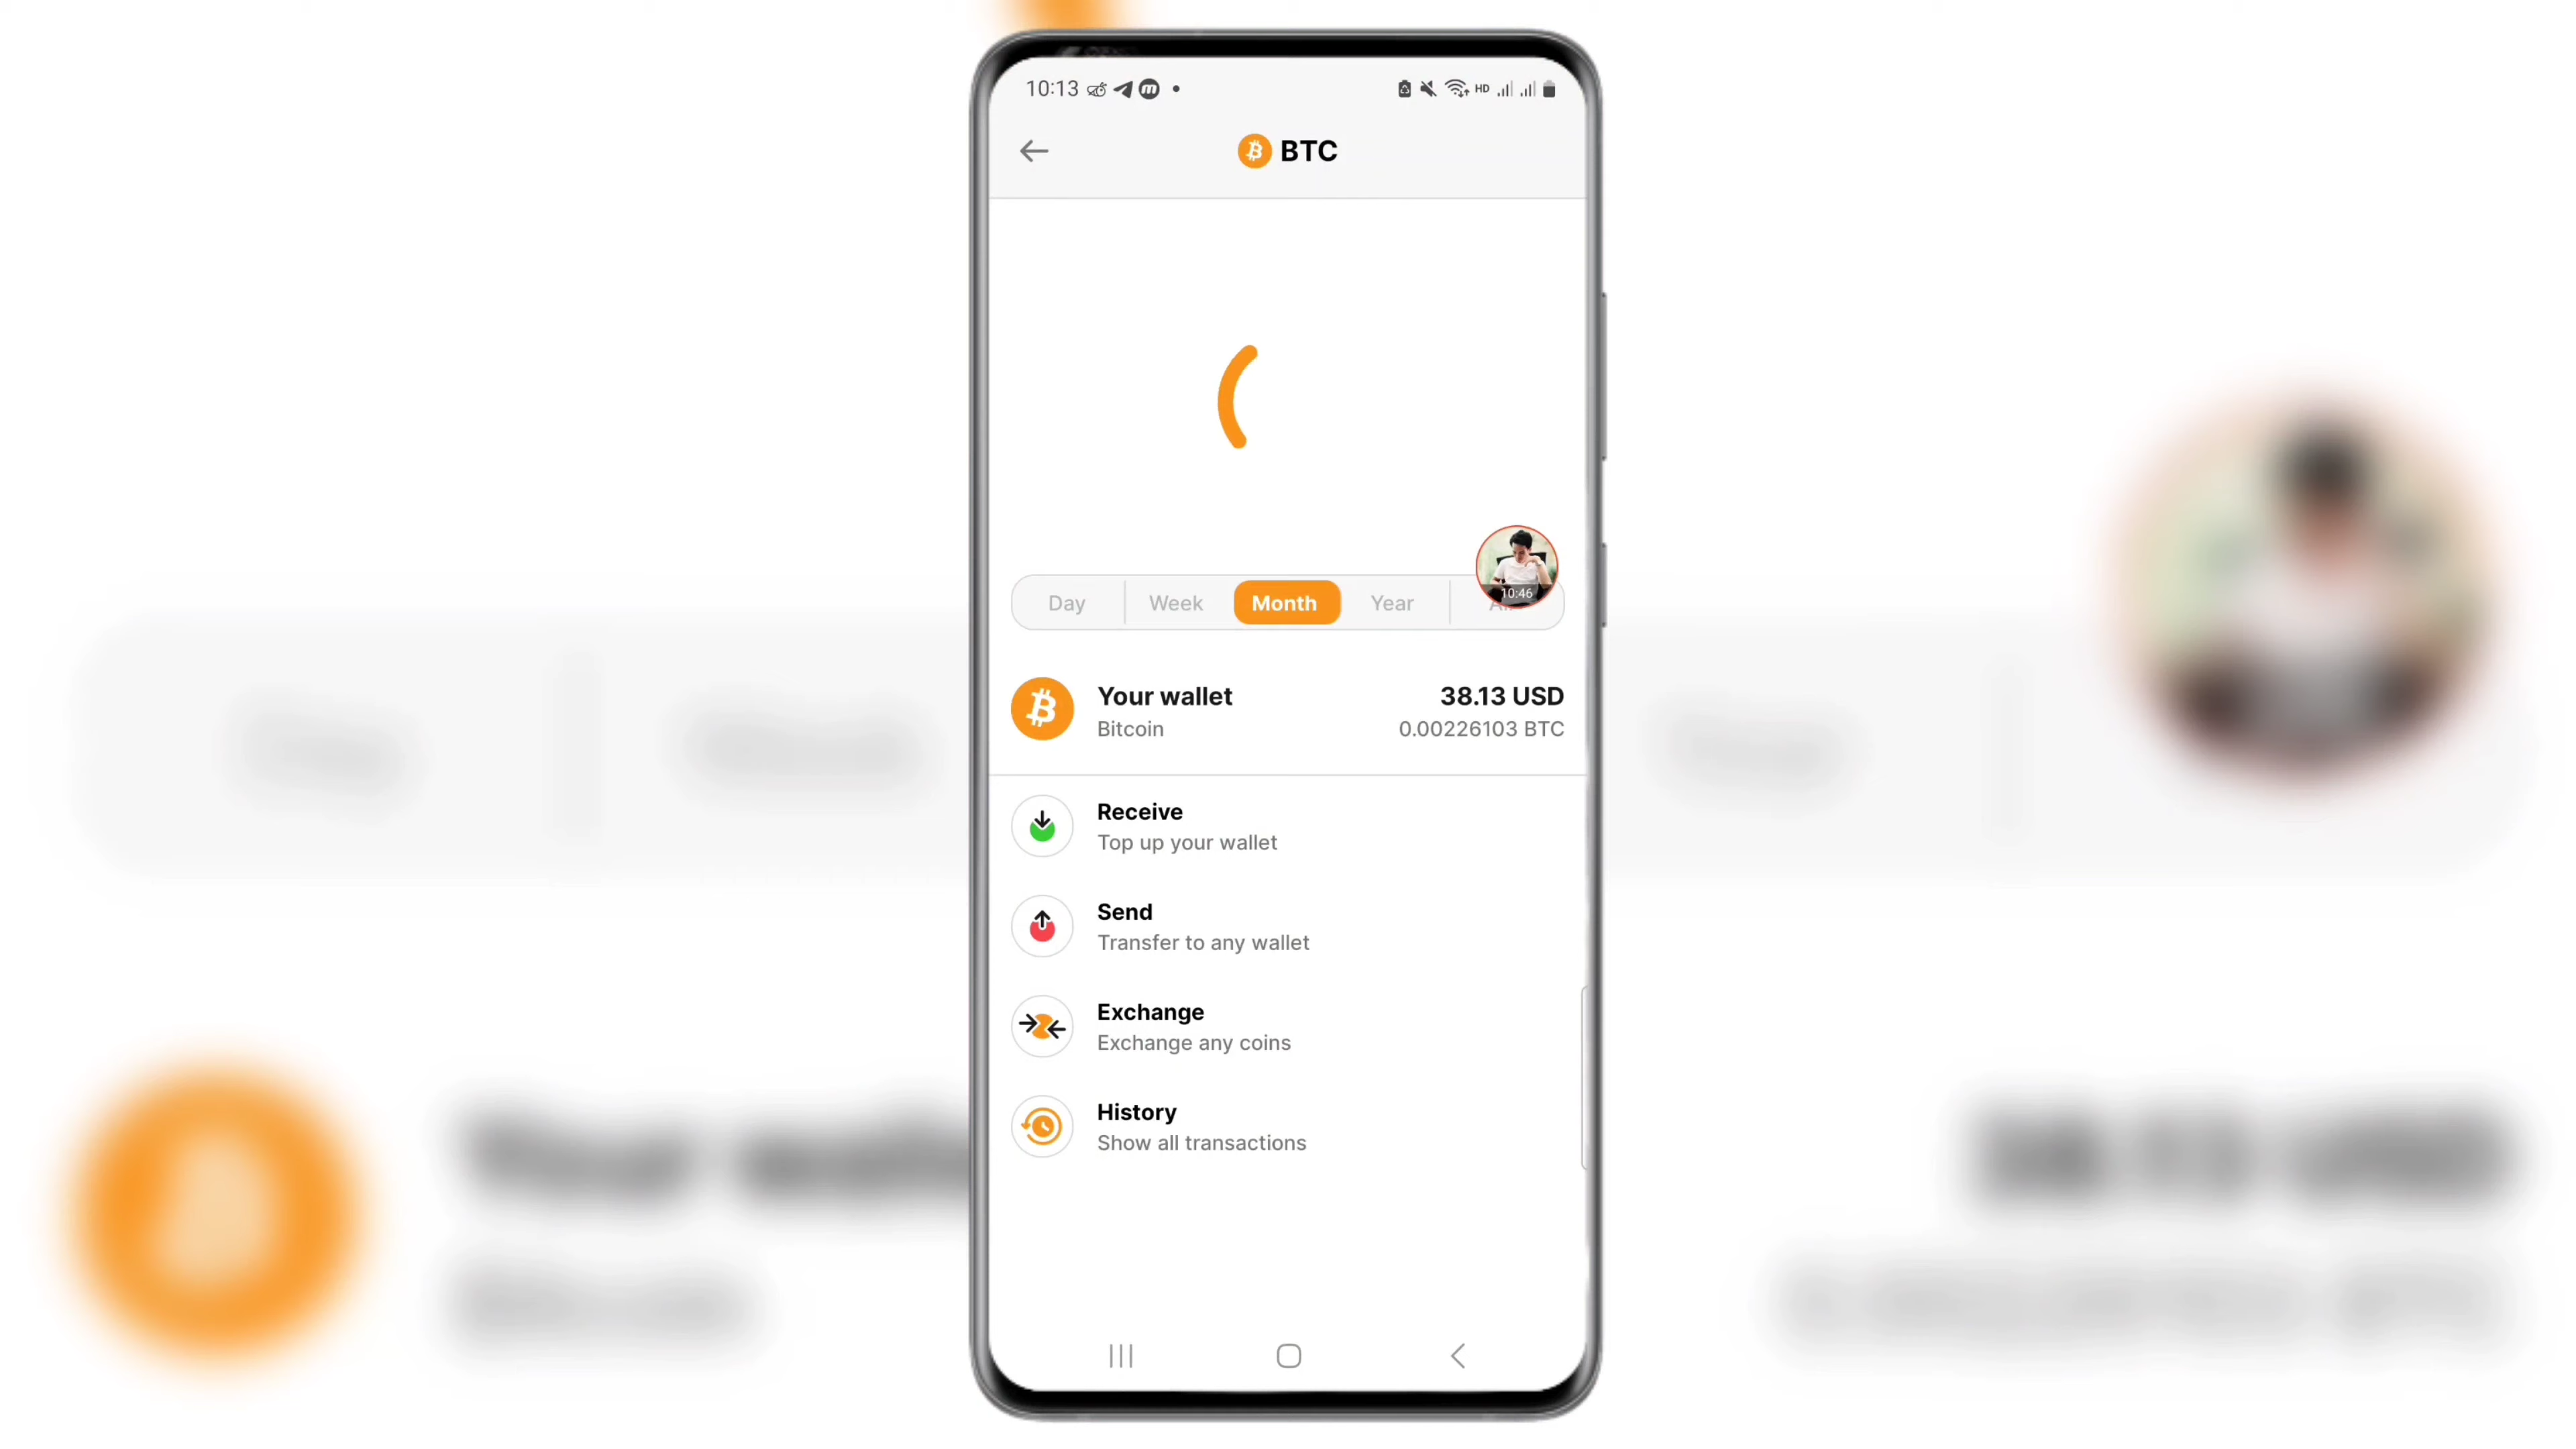 10:13
HD
BTC
10:46
Day Week Month Year
Your wallet 38.13 USD
Bitcoin 0.00226103 BTC
Receive
Top up your wallet
Send
Transfer to any wallet
Exchange
Exchange any coins
History
Show all transactions